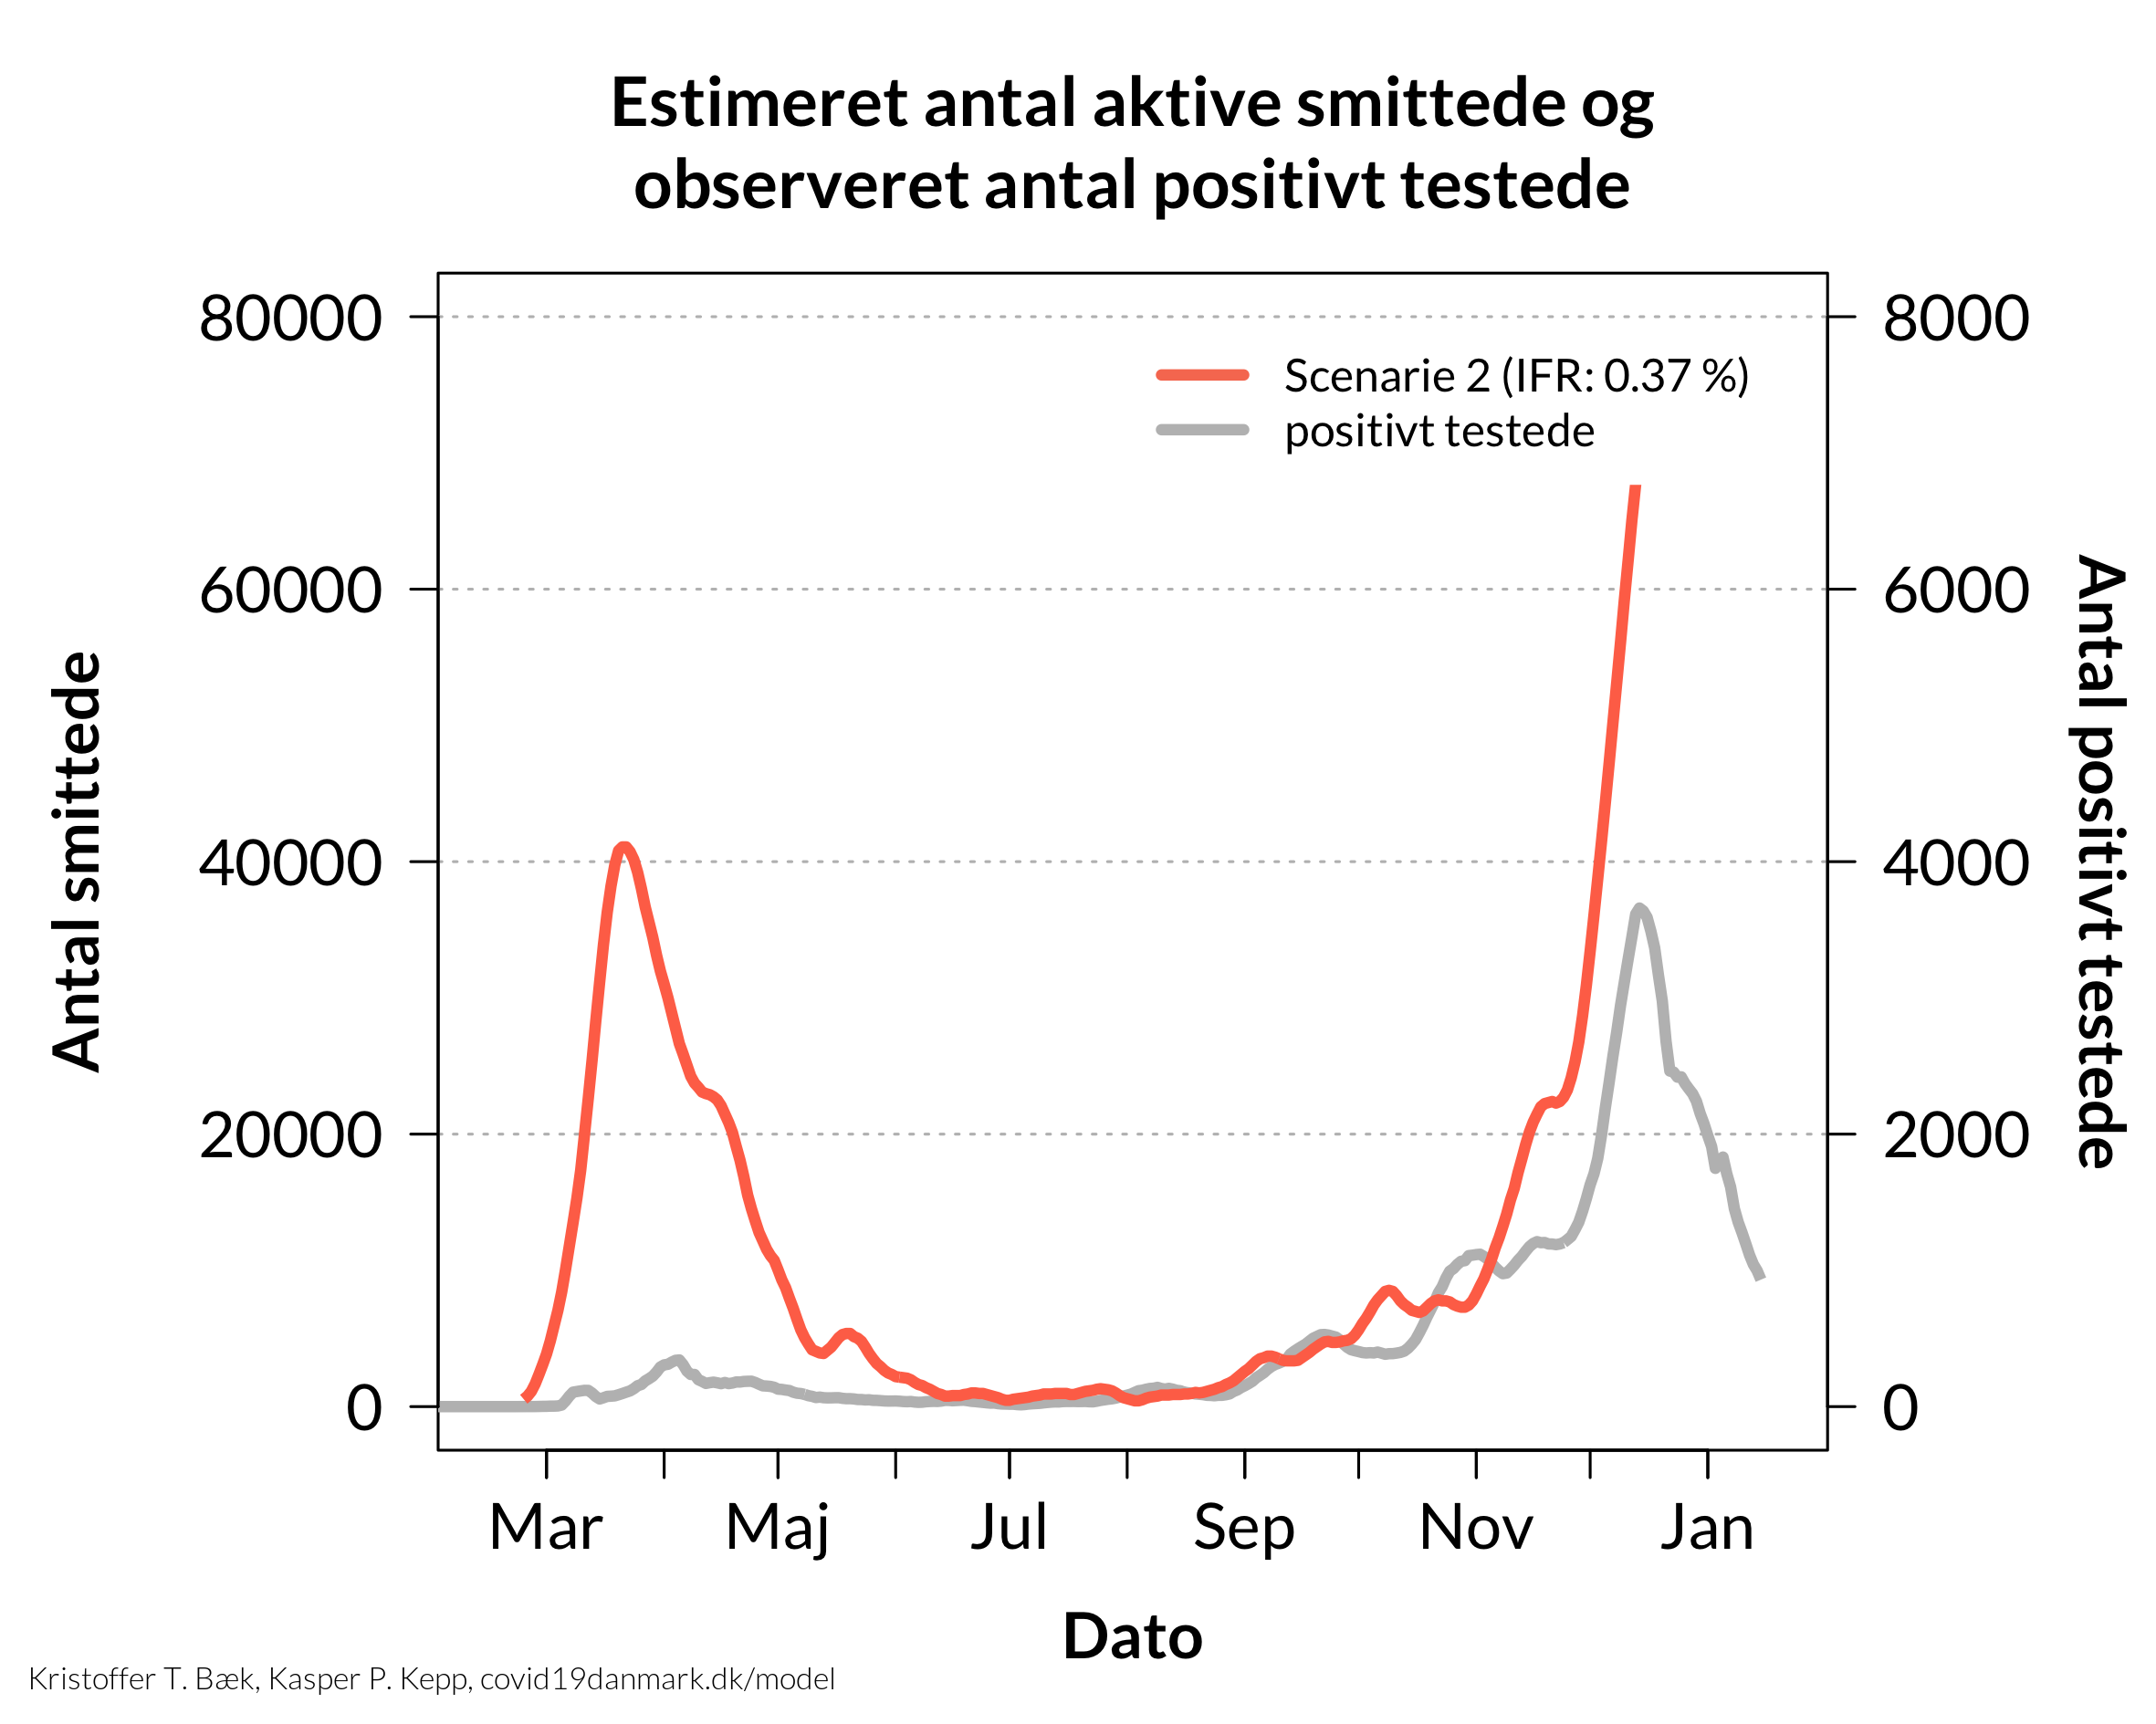 Estimeret antal aktive smittede og
observeret antal positivt testede
80000
60000
40000
20000
0
Antal smittede
Scenarie 2 (IFR: 0.37 %)
positivt testede
8000
6000
4000
2000
0
Antal positivt testede
Mar Maj Jul Sep Nov Jan
Dato
Kristoffer T. Bæk, Kasper P. Kepp, covid19danmark.dk/model